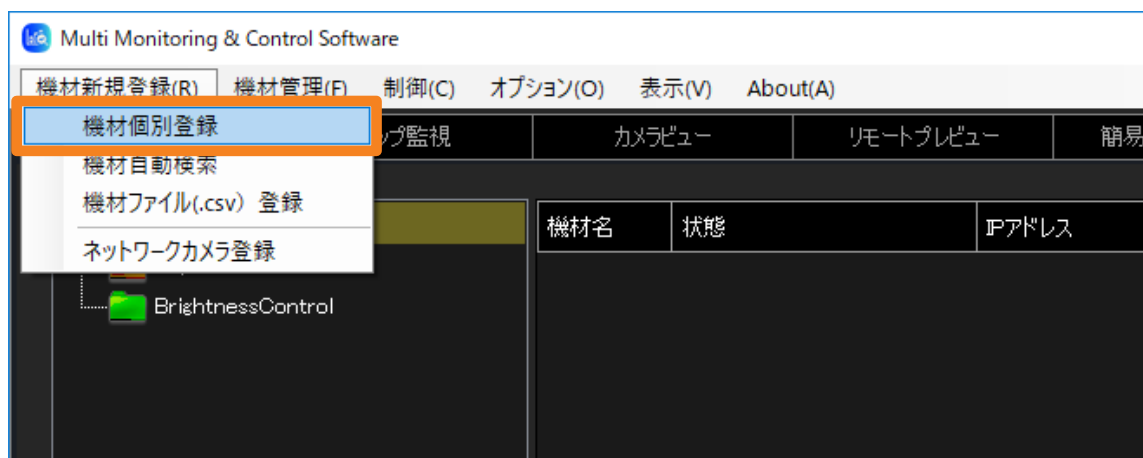 Multi Monitoring & Control Software
機材新規登録(R) 機材管理(F) 制御(C) オプション(O) 表示(V) About(A)
機材個別登録
ップ監視 カメラビュー リモートプレビュー 簡易
機材自動検索
機材ファイル(.csv）登録
機材名 状態 IPアドレス
ネットワークカメラ登録
BrightnessControl